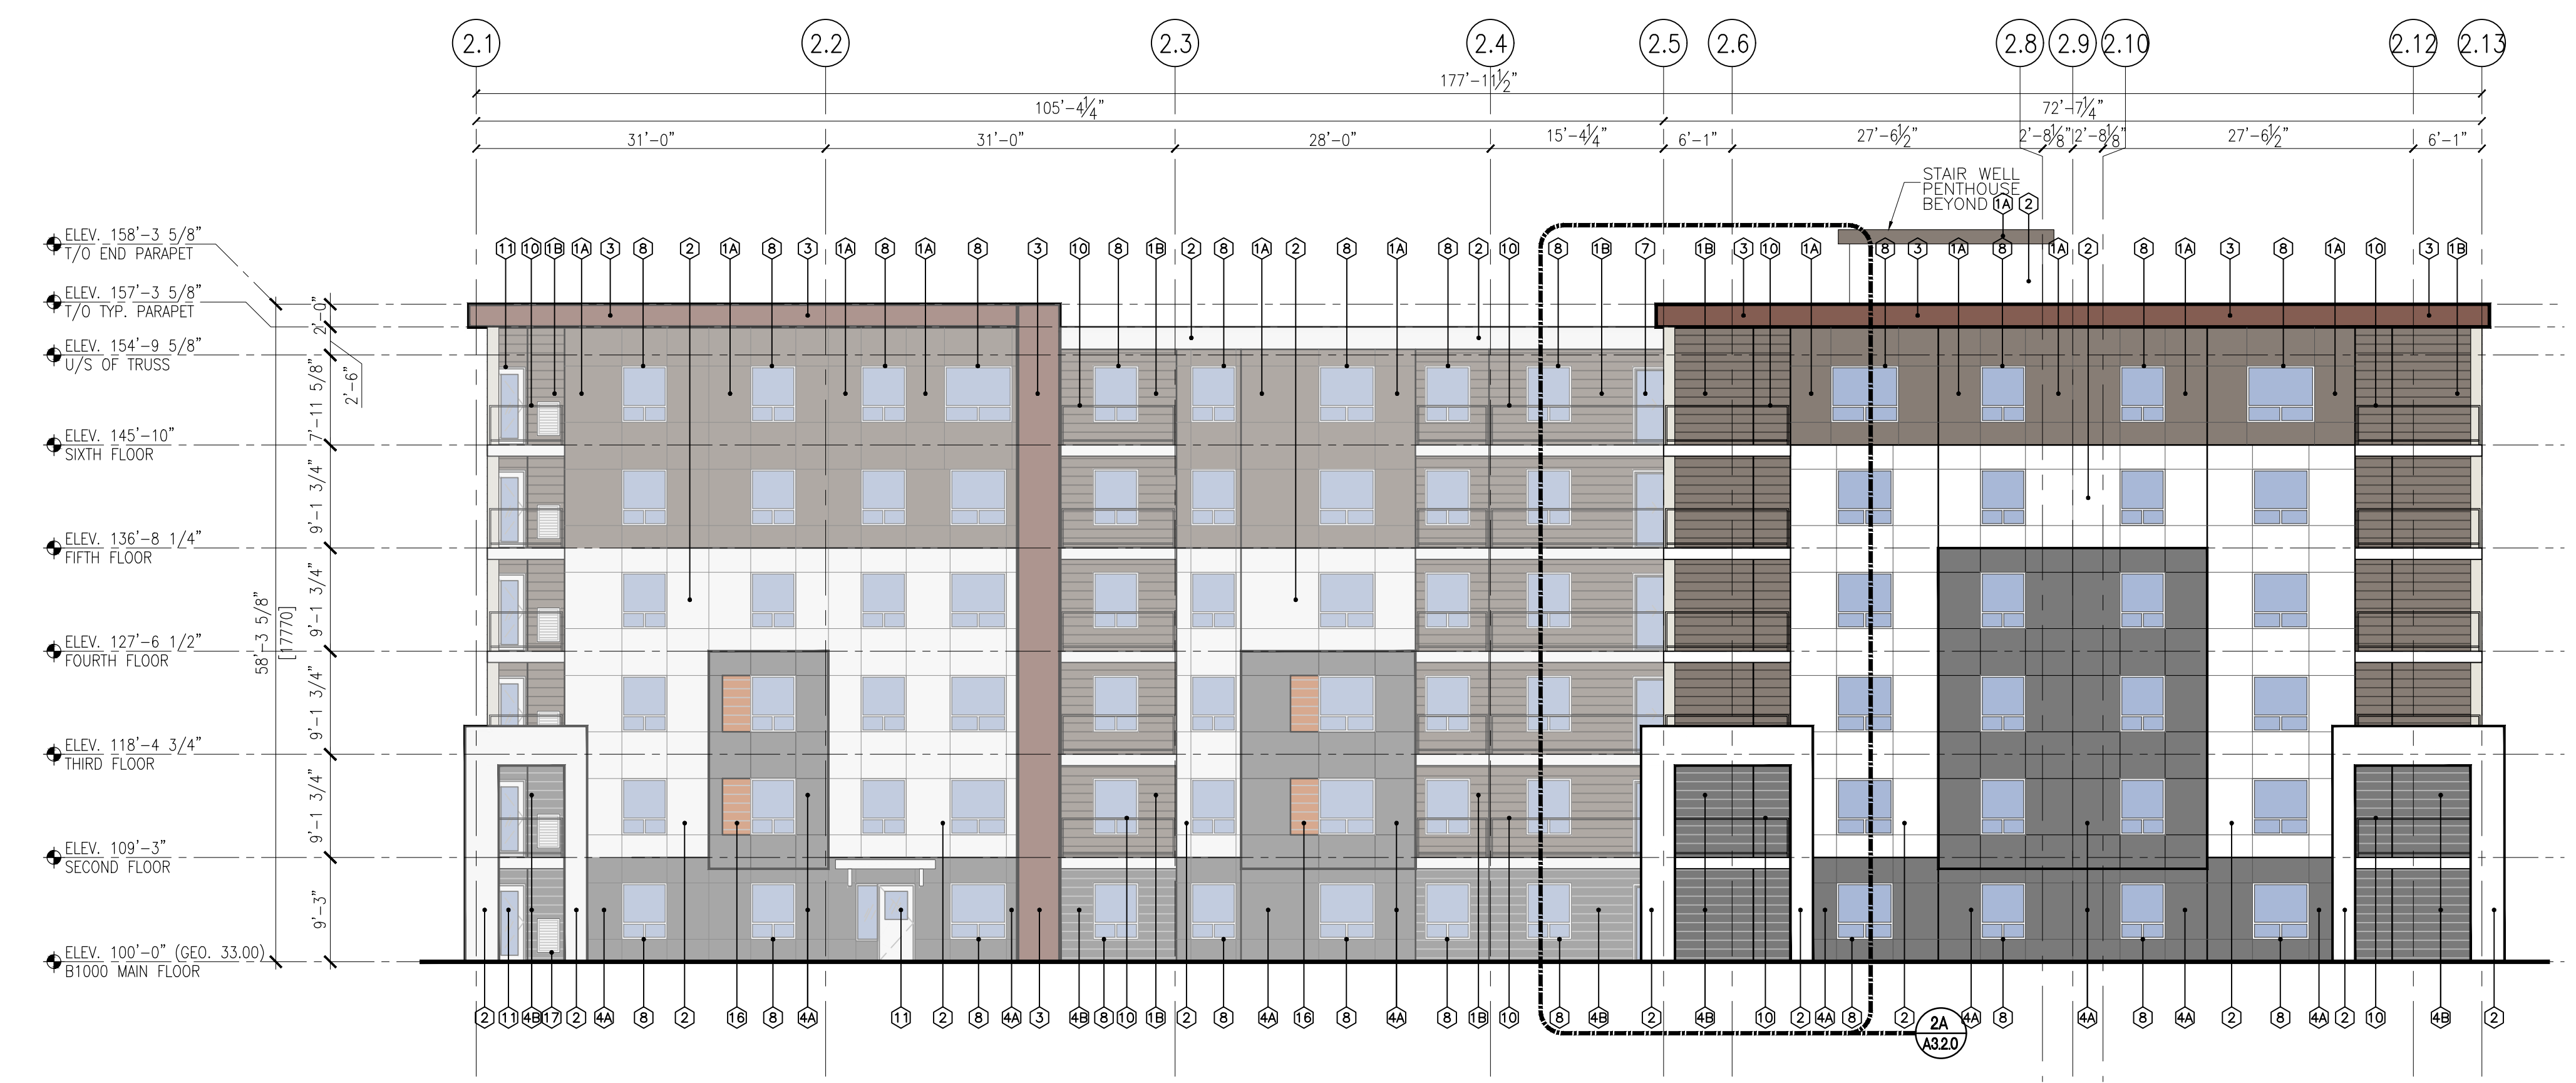 2.1 2.2 2.3 2.4 2.5 2.6 2.8 2.9 2.10 2.12 2.13
177'-11½"
105'-4¼" 72'-7¼"
31'-0" 31'-0" 28'-0" 15'-4¼" 6'-1" 27'-6½" 2'-8⅛" 2'-8⅛" 27'-6½" 6'-1"
STAIR WELL
PENTHOUSE
BEYOND 1A 2
ELEV. 158'-3 5/8"
T/O END PARAPET
11 10 1B 1A 3 8 2 1A 8 3 1A 8 1A 8 3 10 8 1B 2 8 1A 2 8 1A 8 2 10 8 1B 7 1B 3 10 1A 8 3 1A 8 1A 2 8 1A 3 8 1A 10 3 1B
ELEV. 157'-3 5/8"
T/O TYP. PARAPET
2'-0"
ELEV. 154'-9 5/8"
U/S OF TRUSS
2'-6"
7'-11 5/8"
ELEV. 145'-10"
SIXTH FLOOR
9'-1 3/4"
ELEV. 136'-8 1/4"
FIFTH FLOOR
9'-1 3/4"
58'-3 5/8"
[17770]
ELEV. 127'-6 1/2"
FOURTH FLOOR
9'-1 3/4"
ELEV. 118'-4 3/4"
THIRD FLOOR
9'-1 3/4"
ELEV. 109'-3"
SECOND FLOOR
9'-3"
ELEV. 100'-0" (GEO. 33.00)
B1000 MAIN FLOOR
2 11 4B 17 2 4A 8 2 16 8 4A 11 2 8 4A 3 4B 8 10 1B 2 8 4A 16 8 4A 8 1B 10 8 4B 2 4B 10 2 4A 8 2 4A 8 4A 8 4A 2 8 4A 2 10 4B 2
2A
A3.2.0